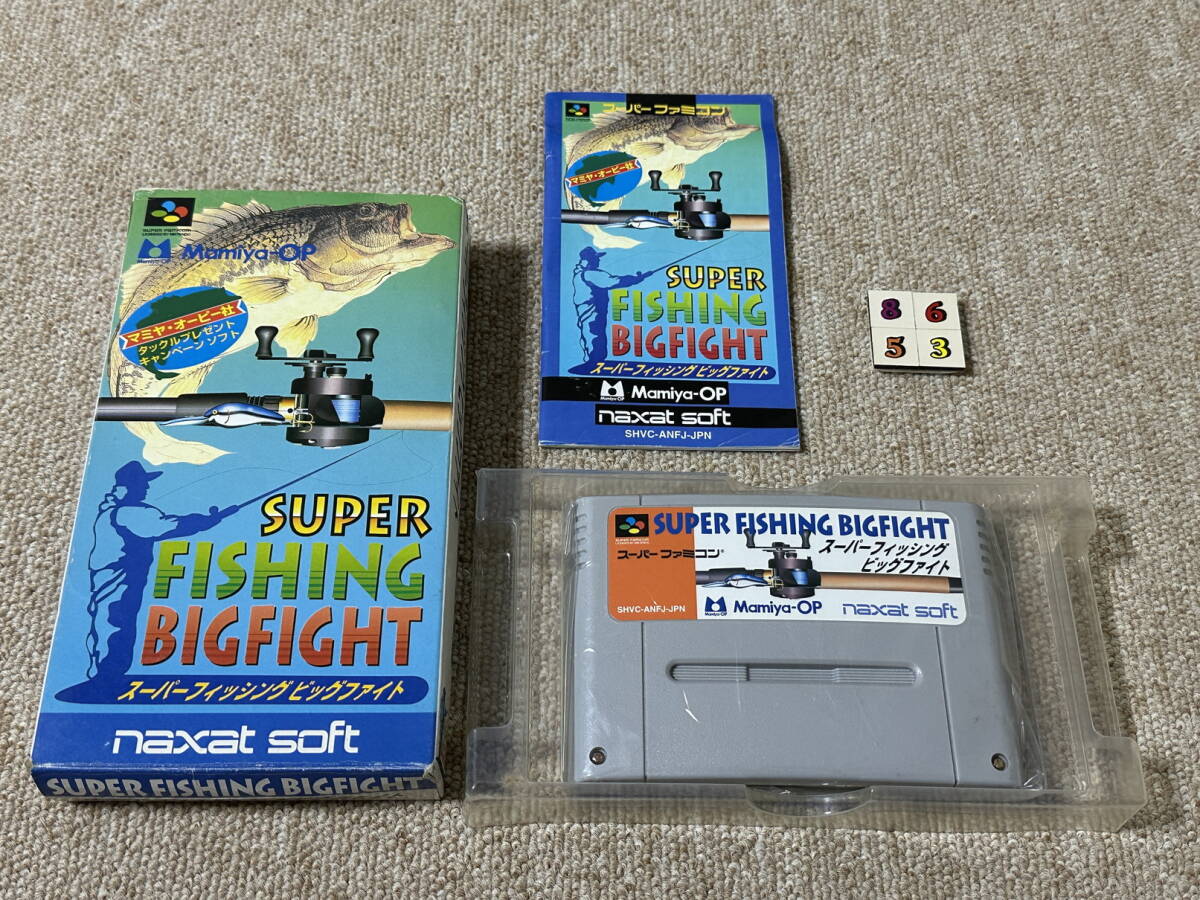 SUPER FAMICOM
Mamiya-OP
Mamiya-OP
マミヤ・オーピー社
タックルプレゼント
キャンペーンソフト
SUPER
FISHING
BIGFIGHT
スーパーフィッシング ビッグファイト
naxat soft
SUPER FISHING BIGFIGHT
スーパーファミコン
マミヤ・オーピー社
SUPER
FISHING
BIGFIGHT
スーパーフィッシング ビッグファイト
Mamiya-OP
Mamiya-OP
naxat soft
SHVC-ANFJ-JPN
8 6
5 3
SUPER FISHING BIGFIGHT
スーパーファミコン®
スーパーフィッシング
ビッグファイト
SHVC-ANFJ-JPN
Mamiya-OP
Mamiya-OP
naxat soft